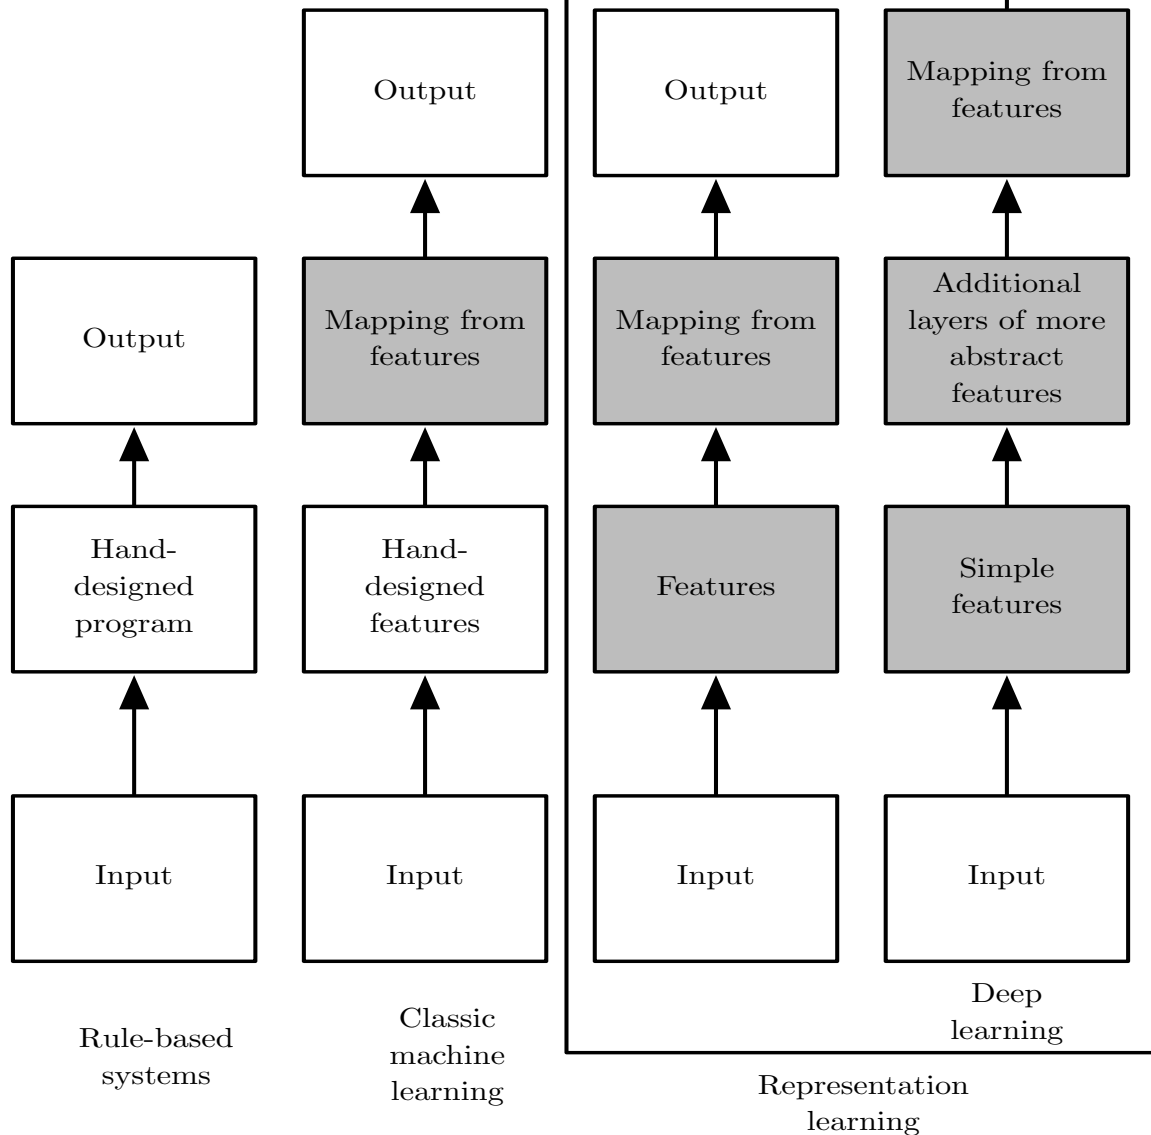 Output
Output
Mapping from
features
Output
Mapping from
features
Mapping from
features
Additional
layers of more
abstract
features
Hand-
designed
program
Hand-
designed
features
Features
Simple
features
Input
Input
Input
Input
Rule-based
systems
Classic
machine
learning
Deep
learning
Representation
learning